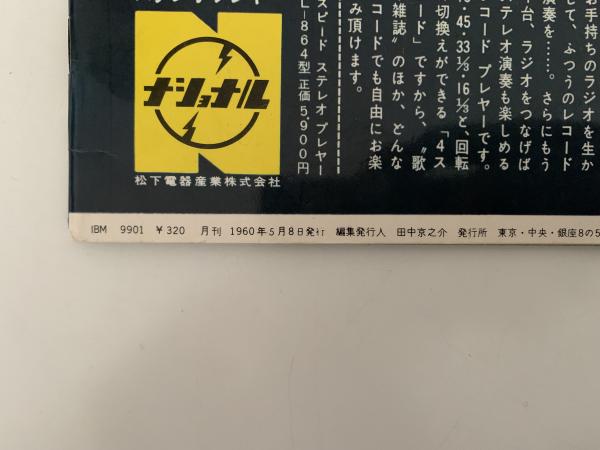 お手持ちのラジオを生か
して、ふつうのレコード
演奏を……。さらにもう
台、ラジオをつなげば
ステレオ演奏も楽しめる
コード プレヤーです。
・45・33⅓・16⅓と、回転
切換えができる「4ス
ード」ですから、〝歌
雑誌〟のほか、どんな
コードでも自由にお楽
み頂けます。
スピード ステレオ プレヤー
L-864型 正価5,900円
ナショナル
松下電器産業株式会社
IBM 9901 ¥320 月刊 1960年5月8日発行 編集発行人 田中京之介 発行所 東京・中央・銀座8の5